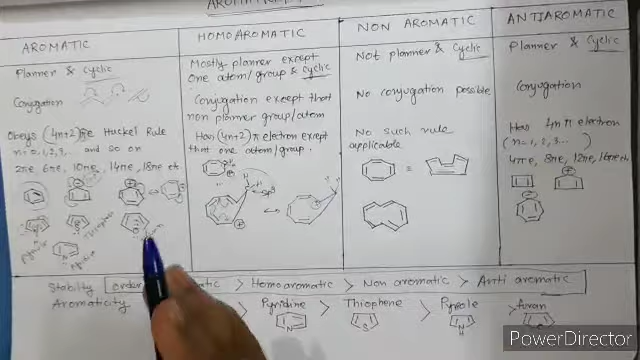 AROMATIC
Planner & cyclic
Conjugation
Obeys (4n+2)πe Huckel Rule
n=0,1,2,3, and so on
2πe 6πe, 10πe, 14πe, 18πe etc.
HOMOAROMATIC
Mostly planner except
one atom/group & cyclic
Conjugation except that
non planner group/atom
Has (4n+2)π electron except
that one atom/group.
NON AROMATIC
Not planner & cyclic
No conjugation possible
No such rule
applicable
ANTIAROMATIC
Planner & cyclic
Conjugation
Has 4nπ electron
(n=1, 2, 3... )
4πe, 8πe, 12πe, 16πe etc
Stability order > Homoaromatic > Non aromatic > Anti aromatic
Aromaticity > Pyridine > Thiophene > Pyrrole > furan
N S N H
PowerDirector